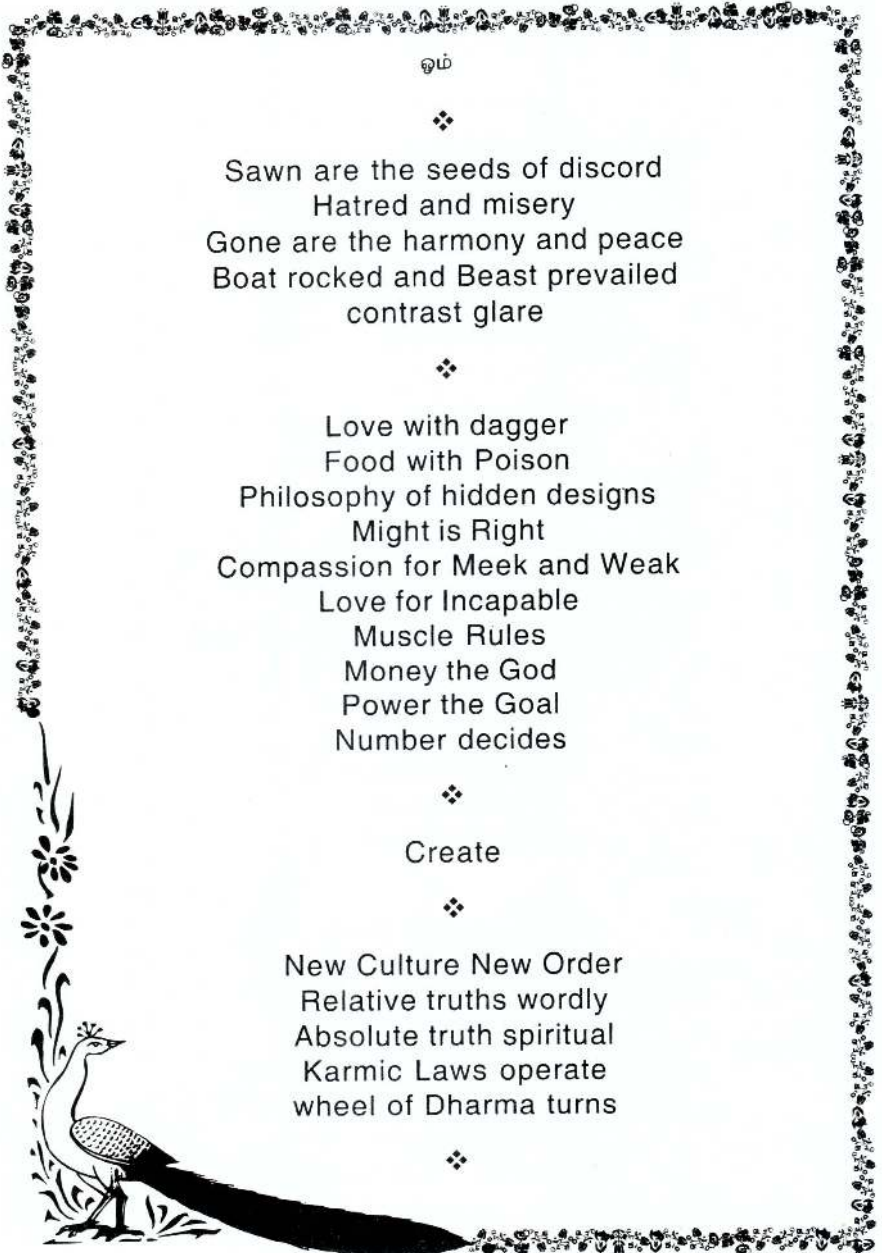 ஓம்
Sawn are the seeds of discord
Hatred and misery
Gone are the harmony and peace
Boat rocked and Beast prevailed
contrast glare
Love with dagger
Food with Poison
Philosophy of hidden designs
Might is Right
Compassion for Meek and Weak
Love for Incapable
Muscle Rules
Money the God
Power the Goal
Number decides
Create
New Culture New Order
Relative truths wordly
Absolute truth spiritual
Karmic Laws operate
wheel of Dharma turns